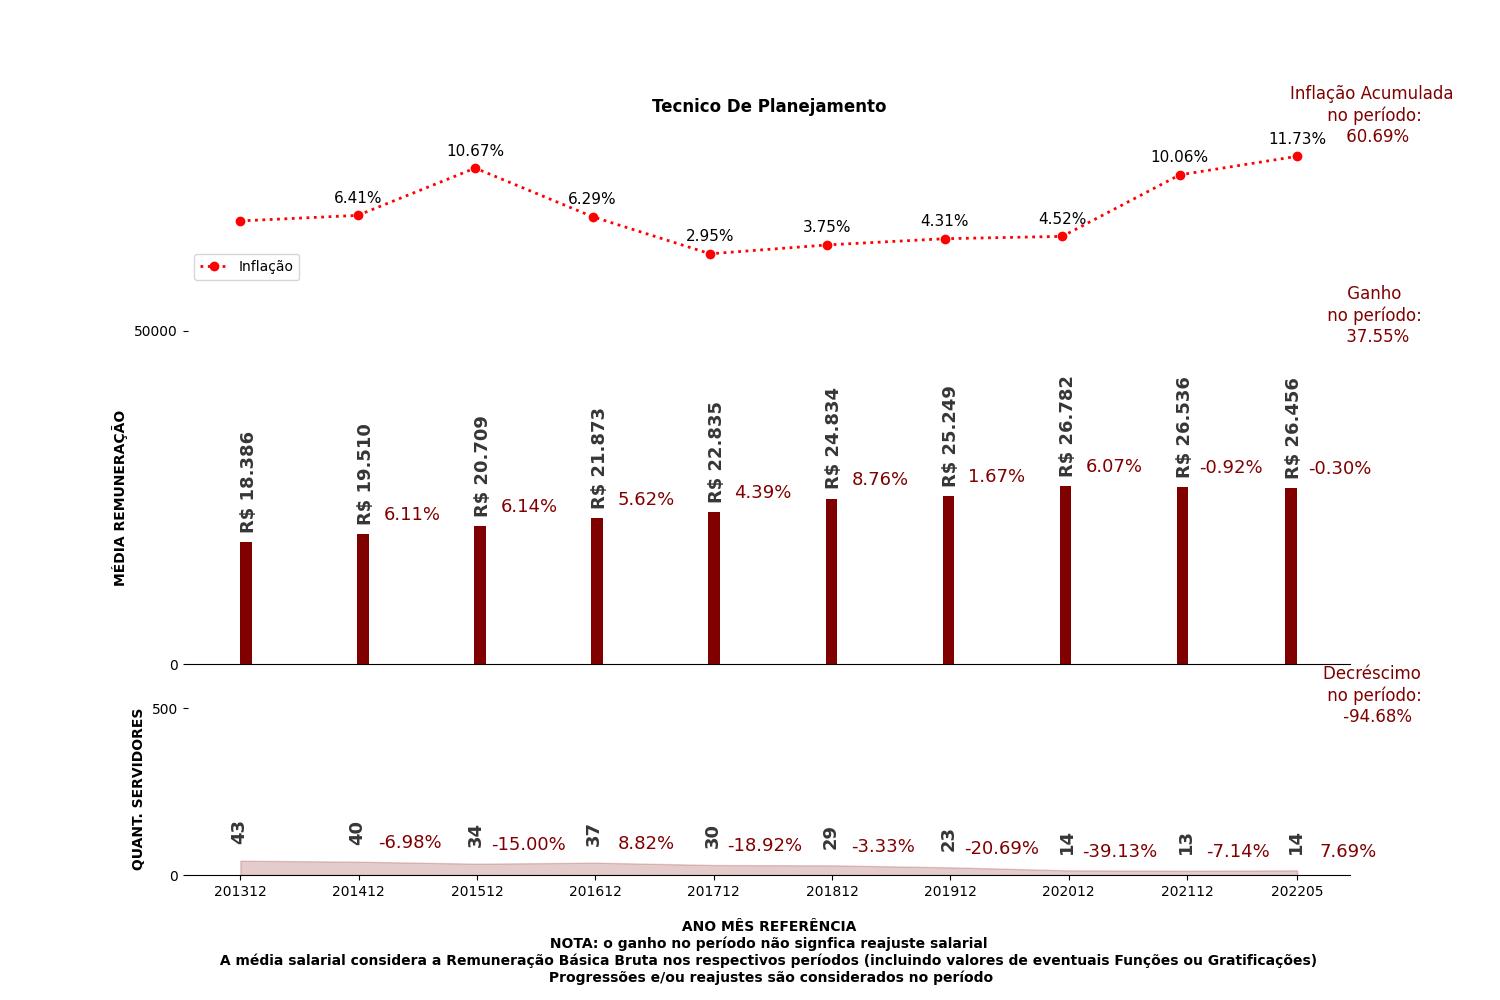 Tecnico De Planejamento
Inflação Acumulada
no período:
60.69%
6.41%
10.67%
6.29%
2.95%
3.75%
4.31%
4.52%
10.06%
11.73%
Inflação
Ganho
no período:
37.55%
50000
0
MÉDIA REMUNERAÇÃO
R$ 18.386
R$ 19.510
R$ 20.709
R$ 21.873
R$ 22.835
R$ 24.834
R$ 25.249
R$ 26.782
R$ 26.536
R$ 26.456
6.11%
6.14%
5.62%
4.39%
8.76%
1.67%
6.07%
-0.92%
-0.30%
Decréscimo
no período:
-94.68%
500
0
QUANT. SERVIDORES
43
40
34
37
30
29
23
14
13
14
-6.98%
-15.00%
8.82%
-18.92%
-3.33%
-20.69%
-39.13%
-7.14%
7.69%
201312
201412
201512
201612
201712
201812
201912
202012
202112
202205
ANO MÊS REFERÊNCIA
NOTA: o ganho no período não signfica reajuste salarial
A média salarial considera a Remuneração Básica Bruta nos respectivos períodos (incluindo valores de eventuais Funções ou Gratificações)
Progressões e/ou reajustes são considerados no período